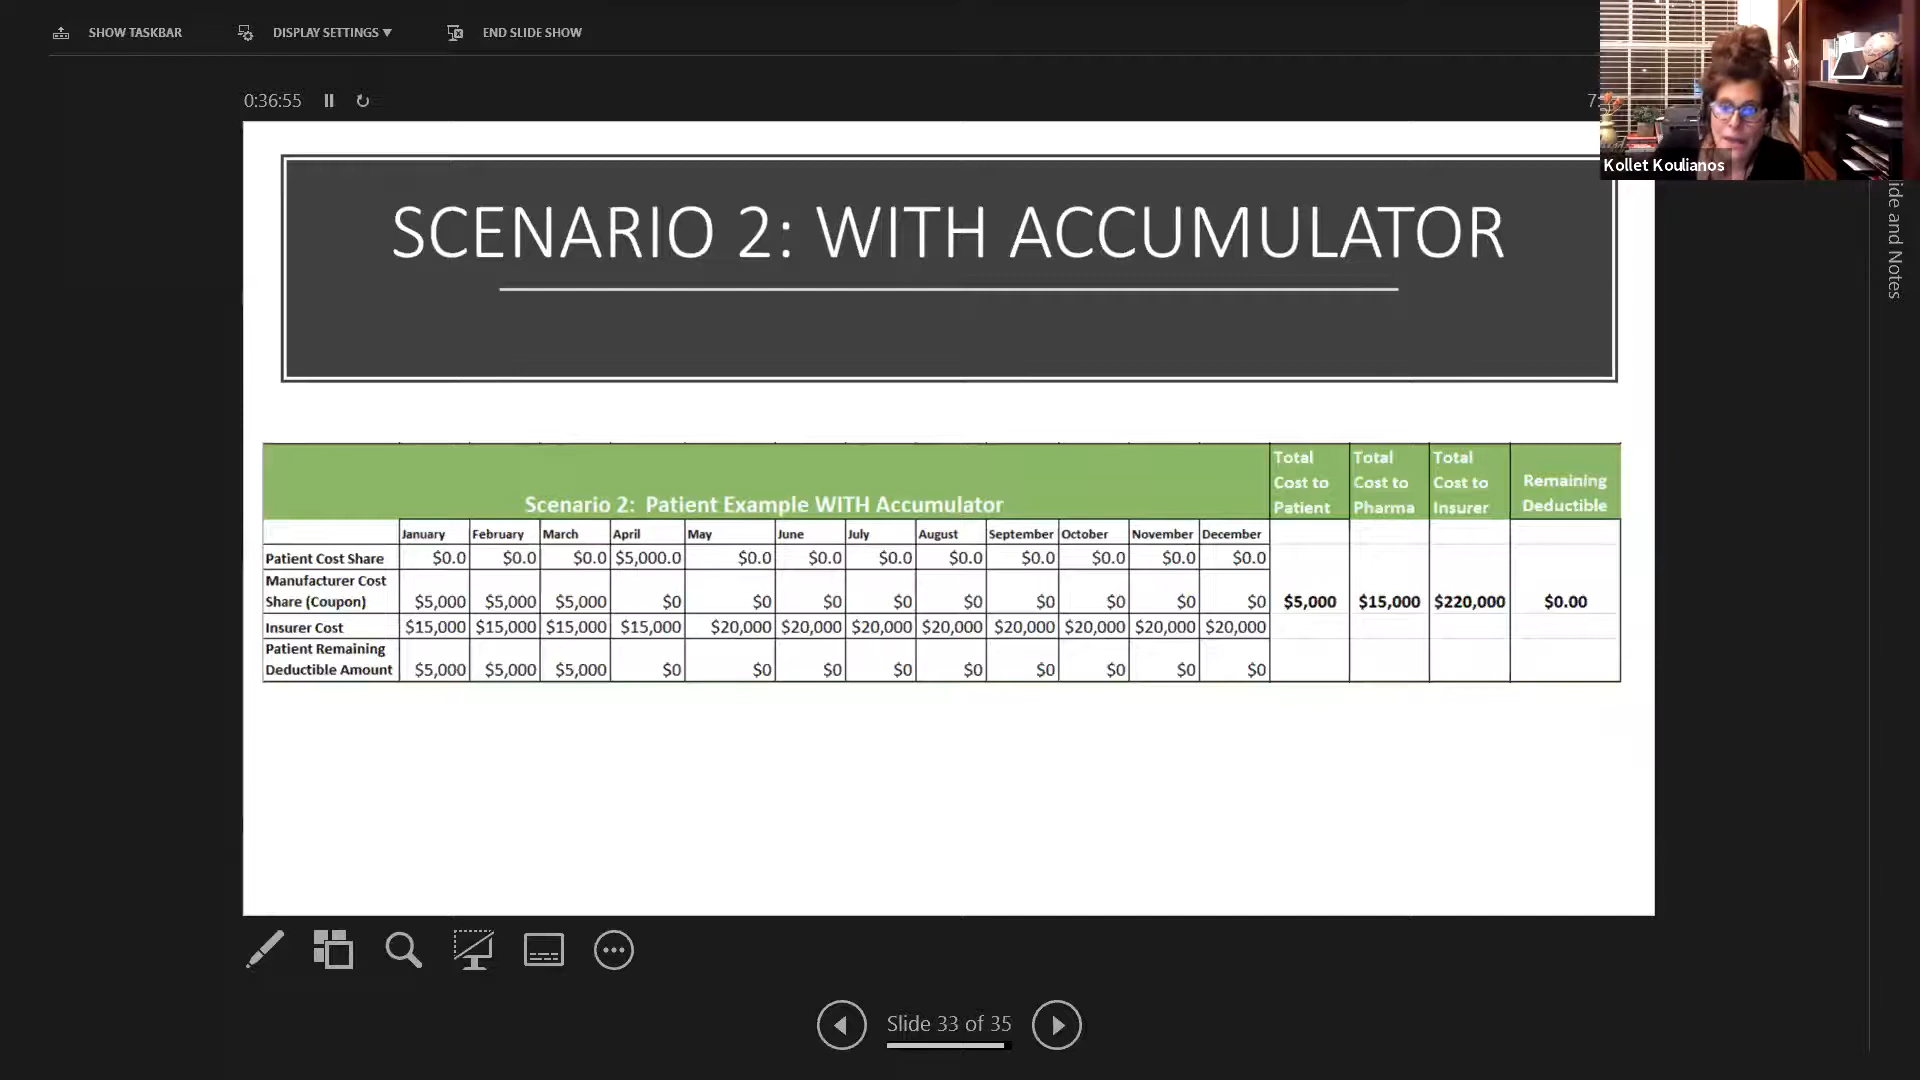 SHOW TASKBAR DISPLAY SETTINGS ▼ END SLIDE SHOW
0:36:55
Kollet Koulianos
SCENARIO 2: WITH ACCUMULATOR
Scenario 2: Patient Example WITH Accumulator
Total Cost to Patient
Total Cost to Pharma
Total Cost to Insurer
Remaining Deductible
January February March April May June July August September October November December
Patient Cost Share $0.0 $0.0 $0.0 $5,000.0 $0.0 $0.0 $0.0 $0.0 $0.0 $0.0 $0.0 $0.0
Manufacturer Cost
Share (Coupon) $5,000 $5,000 $5,000 $0 $0 $0 $0 $0 $0 $0 $0 $0 $5,000 $15,000 $220,000 $0.00
Insurer Cost $15,000 $15,000 $15,000 $15,000 $20,000 $20,000 $20,000 $20,000 $20,000 $20,000 $20,000 $20,000
Patient Remaining
Deductible Amount $5,000 $5,000 $5,000 $0 $0 $0 $0 $0 $0 $0 $0 $0
and Notes
Slide 33 of 35